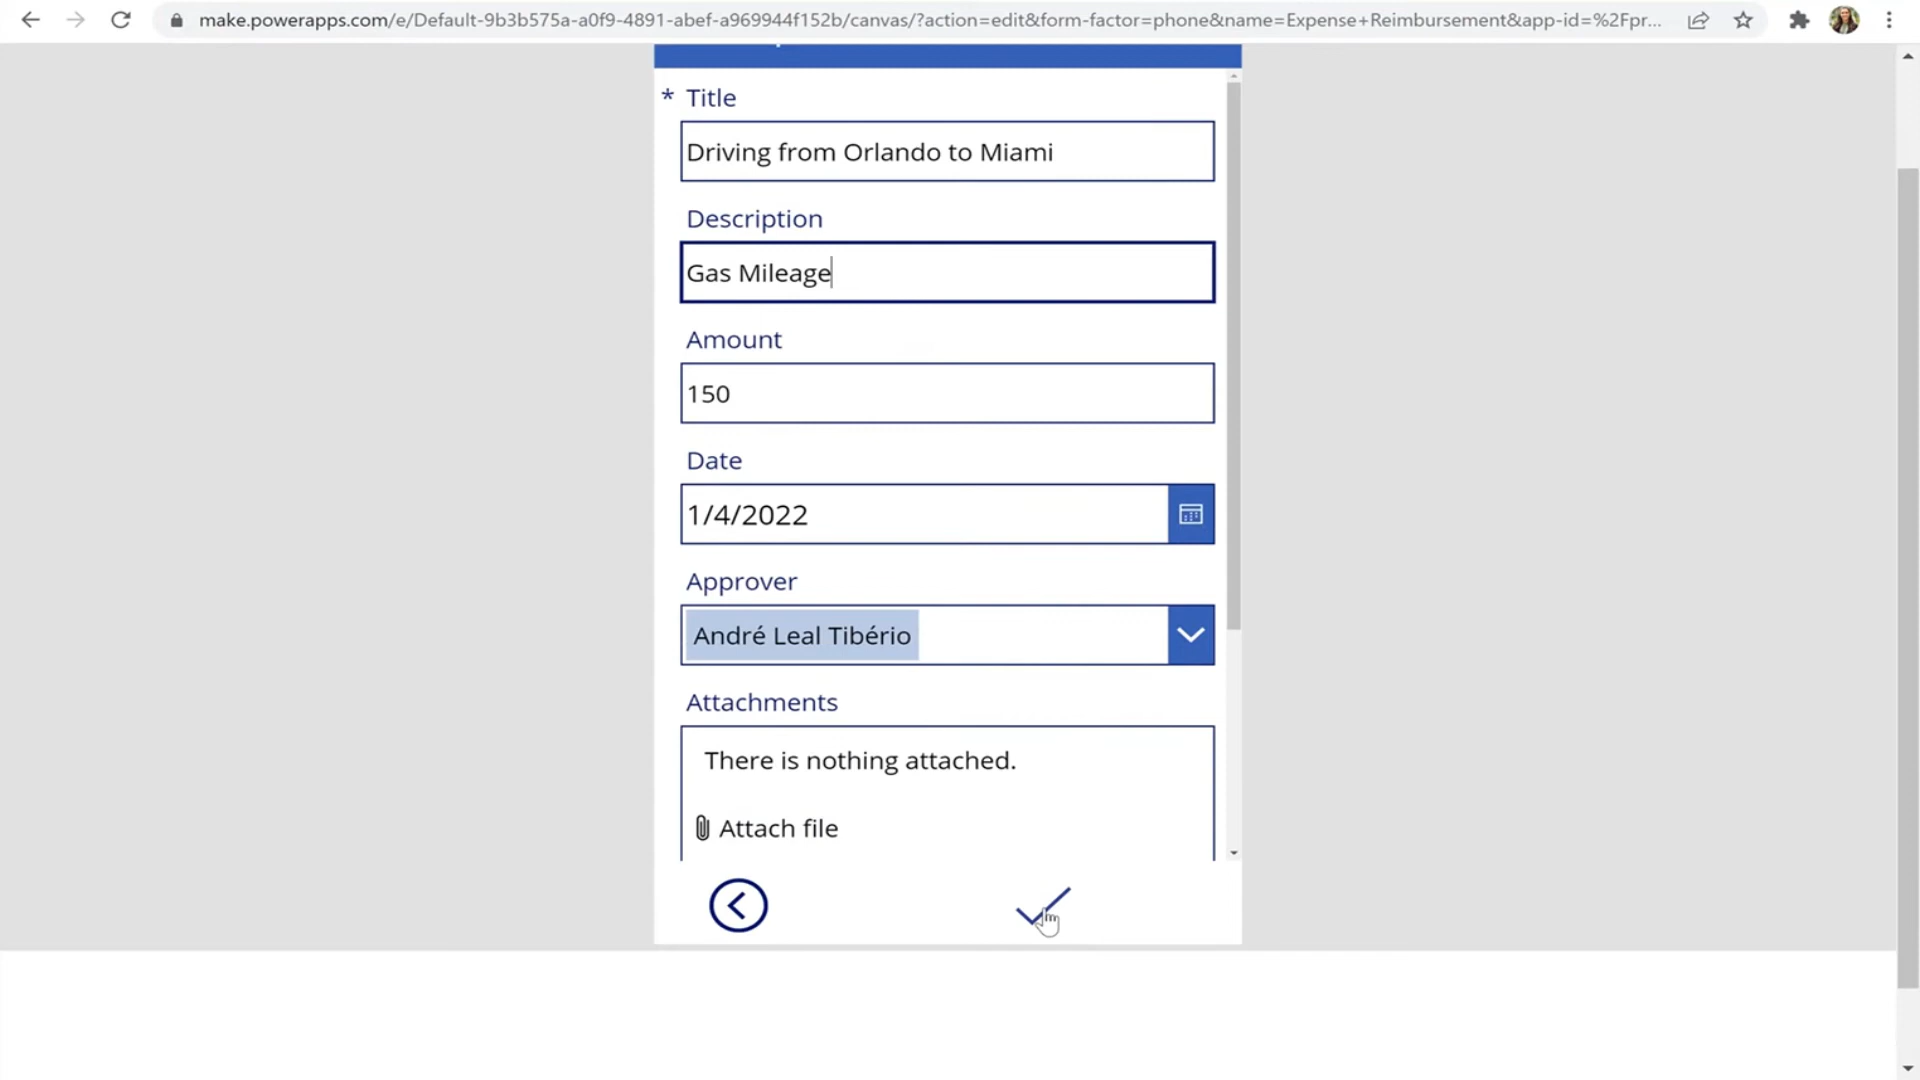 make.powerapps.com/e/Default-9b3b575a-a0f9-4891-abef-a969944f152b/canvas/?action=edit&form-factor=phone&name=Expense+Reimbursement&app-id=%2Fpr...
* Title
Driving from Orlando to Miami
Description
Gas Mileage
Amount
150
Date
1/4/2022
Approver
André Leal Tibério
Attachments
There is nothing attached.
Attach file